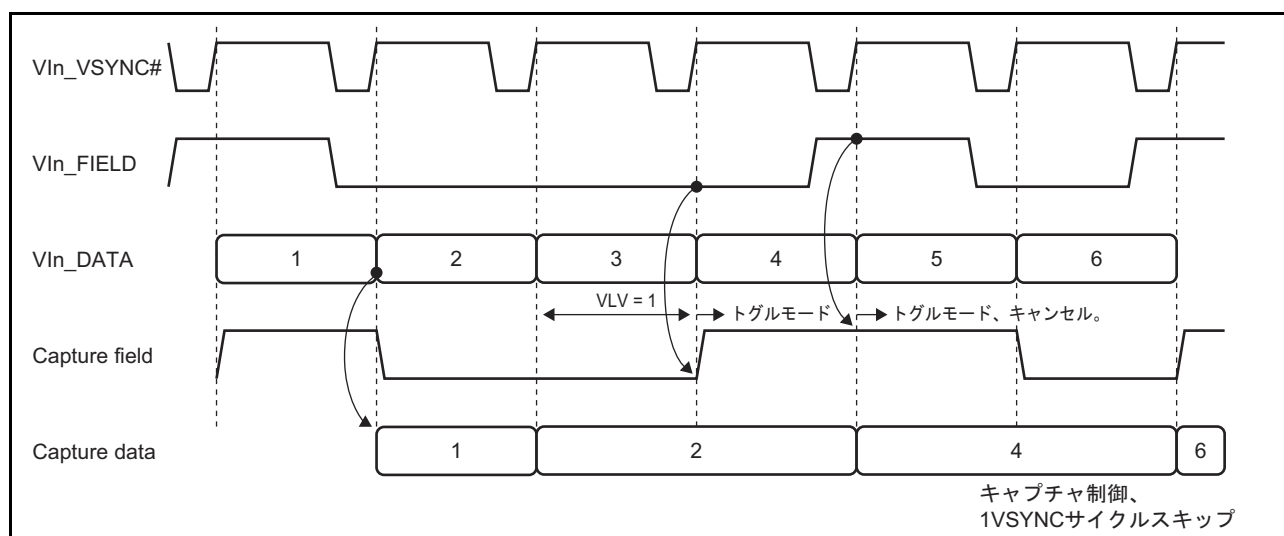 VIn_VSYNC#
VIn_FIELD
VIn_DATA
1 2 3 4 5 6
VLV = 1
トグルモード
トグルモード、キャンセル。
Capture field
Capture data
1 2 4 6
キャプチャ制御、
1VSYNCサイクルスキップ